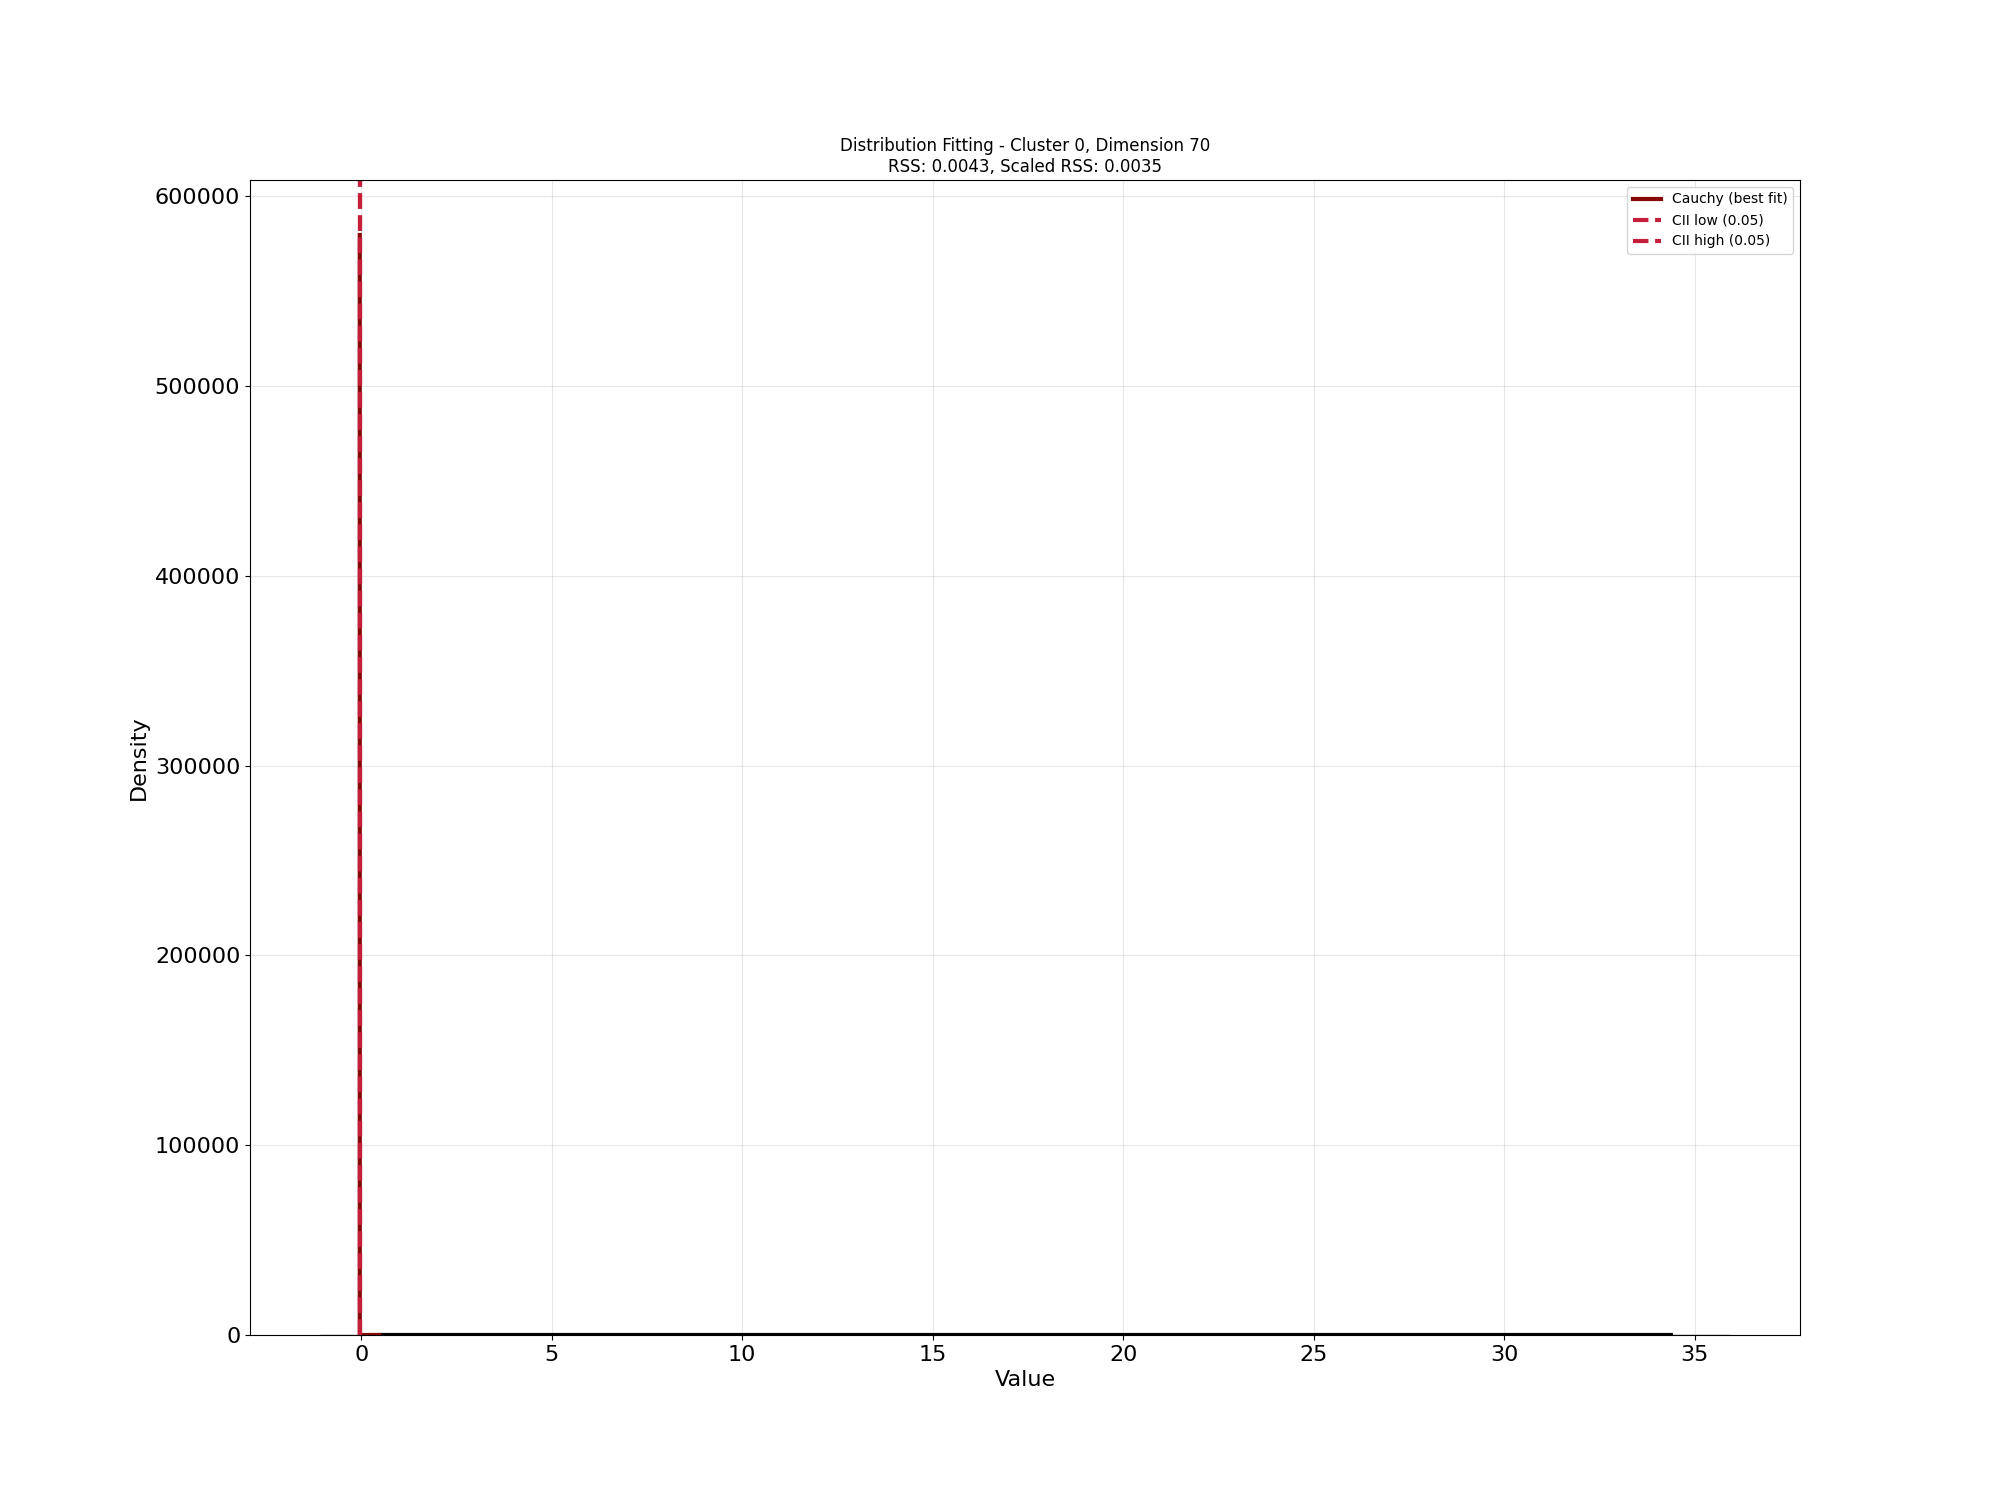 Distribution Fitting - Cluster 0, Dimension 70
RSS: 0.0043, Scaled RSS: 0.0035
Cauchy (best fit)
CII low (0.05)
CII high (0.05)
600000
500000
400000
300000
200000
100000
0
Density
0 5 10 15 20 25 30 35
Value